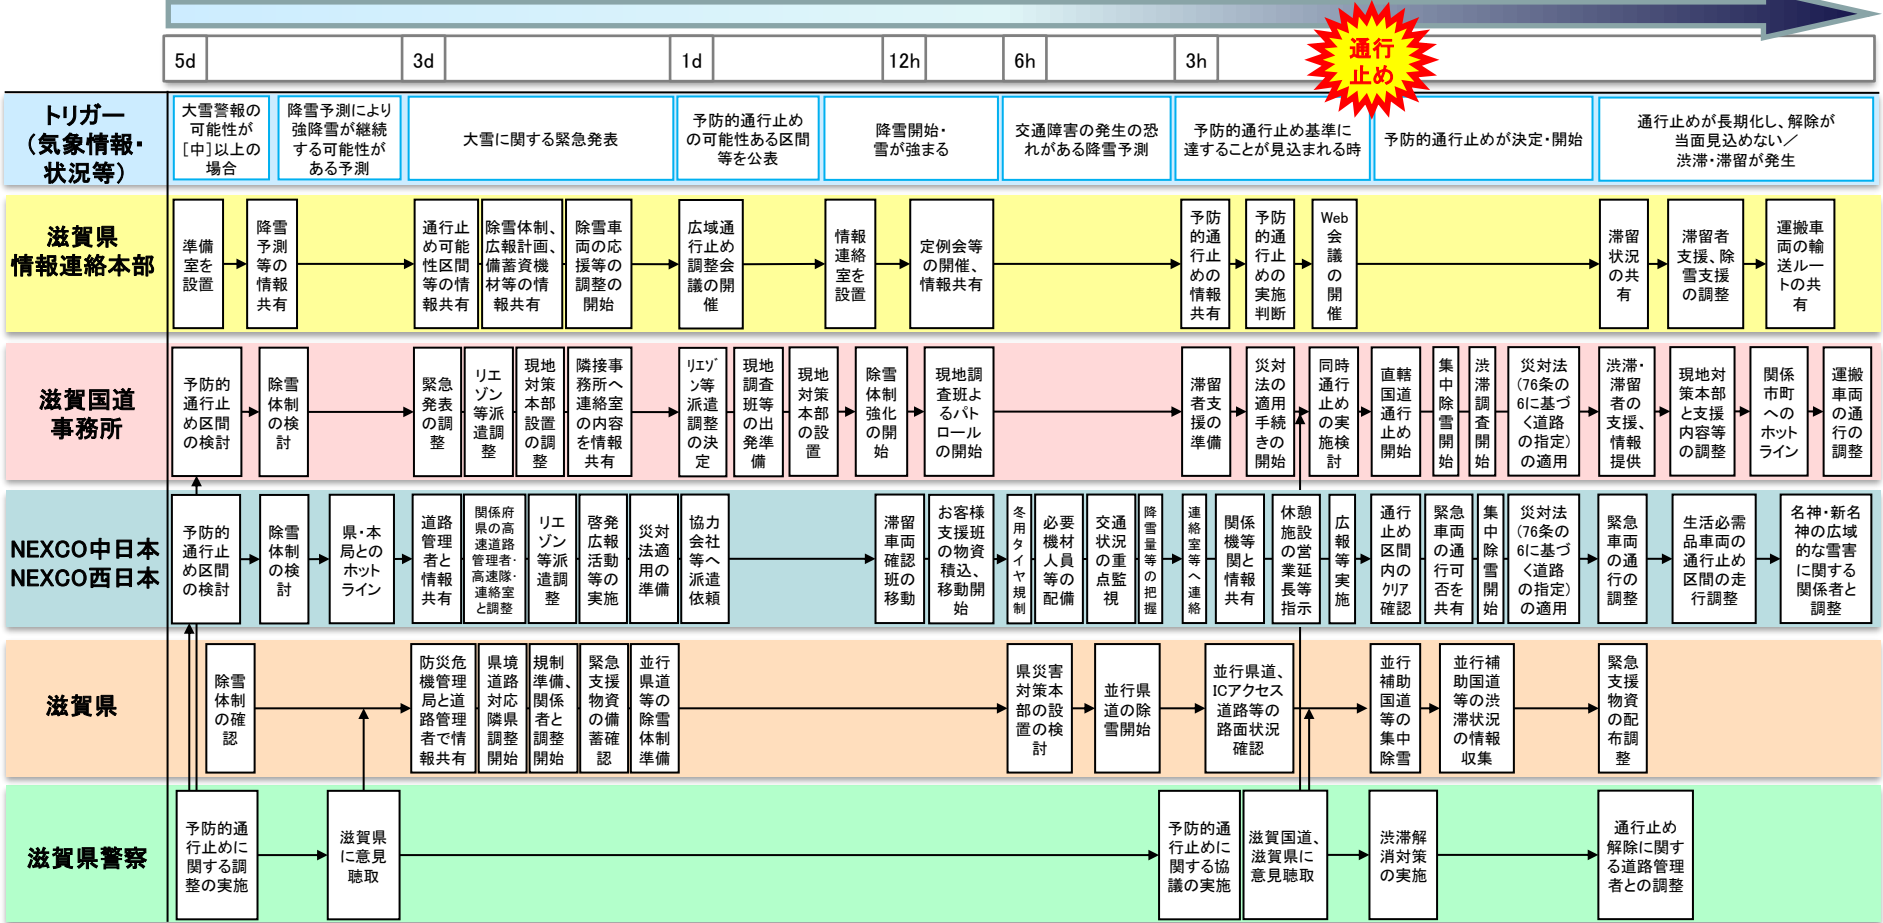 5d
3d
1d
12h
6h
3h
通行
止め
トリガー
（気象情報・
状況等）
大雪警報の
可能性が
[中]以上の
場合
降雪予測により
強降雪が継続
する可能性が
ある予測
大雪に関する緊急発表
予防的通行止め
の可能性ある区間
等を公表
降雪開始・
雪が強まる
交通障害の発生の恐
れがある降雪予測
予防的通行止め基準に
達することが見込まれる時
予防的通行止めが決定・開始
通行止めが長期化し、解除が
当面見込めない／
渋滞・滞留が発生
滋賀県
情報連絡本部
準備
室を
設置
降雪
予測
等の
情報
共有
通行止
め可能
性区間
等の情
報共有
除雪体制、
広報計画、
備蓄資機
材等の情
報共有
除雪車
両の応
援等の
調整の
開始
広域通
行止め
調整会
議の開
催
情報
連絡
室を
設置
定例会等
の開催、
情報共有
予防
的通
行止
めの
情報
共有
予防
的通
行止
めの
実施
判断
Web
会議
の開
催
滞留
状況
の共
有
滞留者
支援、除
雪支援
の調整
運搬車
両の輸
送ルー
トの共
有
滋賀国道
事務所
予防的
通行止
め区間
の検討
除雪
体制
の検
討
緊急
発表
の調
整
リエ
ゾン
等派
遣調
整
現地
対策
本部
設置
の調
整
隣接事
務所へ
連絡室
の内容
を情報
共有
リエゾ
ン等
派遣
調整
の決
定
現地
調査
班等
の出
発準
備
現地
対策
本部
の設
置
除雪
体制
強化
の開
始
現地調
査班よ
るパト
ロール
の開始
滞留
者支
援の
準備
災対
法の
適用
手続
きの
開始
同時
通行
止め
の実
施検
討
直轄
国道
通行
止め
開始
集中
除雪
開始
渋滞
調査
開始
災対法
(76条の
6に基づ
く道路
の指定)
の適用
渋滞・
滞留
者の
支援、
情報
提供
現地対
策本部
と支援
内容等
の調整
関係
市町
への
ホット
ライン
運搬
車両
の通
行の
調整
NEXCO中日本
NEXCO西日本
予防的
通行止
め区間
の検討
除雪
体制
の検
討
県・本
局との
ホット
ライン
道路
管理
者と
情報
共有
関係府
県の高
速道路
管理者・
高速隊・
連絡室
と調整
リエ
ゾン
等派
遣調
整
啓発
広報
活動
等の
実施
災対
法適
用の
準備
協力
会社
等へ
派遣
依頼
滞留
車両
確認
班の
移動
お客様
支援班
の物資
積込、
移動開
始
冬用タイヤ規制
必要
機材
人員
等の
配備
交通
状況
の重
点監
視
降雪量等の把握
連絡室等へ連絡
関係
機等
関と
情報
共有
休憩
施設
の営
業延
長等
指示
広報
等実
施
通行
止め
区間
内の
クリア
確認
緊急
車両
の通
行可
否を
共有
集中
除雪
開始
災対法
(76条の
6に基づ
く道路
の指定)
の適用
緊急
車両
の通
行の
調整
生活必需
品車両の
通行止め
区間の走
行調整
名神・新名
神の広域
的な雪害
に関する
関係者と
調整
滋賀県
除雪
体制
の確
認
防災危
機管理
局と道
路管理
者で情
報共有
県境
道路
対応
隣県
調整
開始
規制
準備、
関係
者と
調整
開始
緊急
支援
物資
の備
蓄確
認
並行
県道
等の
除雪
体制
準備
県災害
対策本
部の設
置の検
討
並行県
道の除
雪開始
並行県道、
ICアクセス
道路等の
路面状況
確認
並行
補助
国道
等の
集中
除雪
並行補
助国道
等の渋
滞状況
の情報
収集
緊急
支援
物資
の配
布調
整
滋賀県警察
予防的通
行止めに
関する調
整の実施
滋賀県
に意見
聴取
予防的通
行止めに
関する協
議の実施
滋賀国道、
滋賀県に
意見聴取
渋滞解
消対策
の実施
通行止め
解除に関す
る道路管理
者との調整